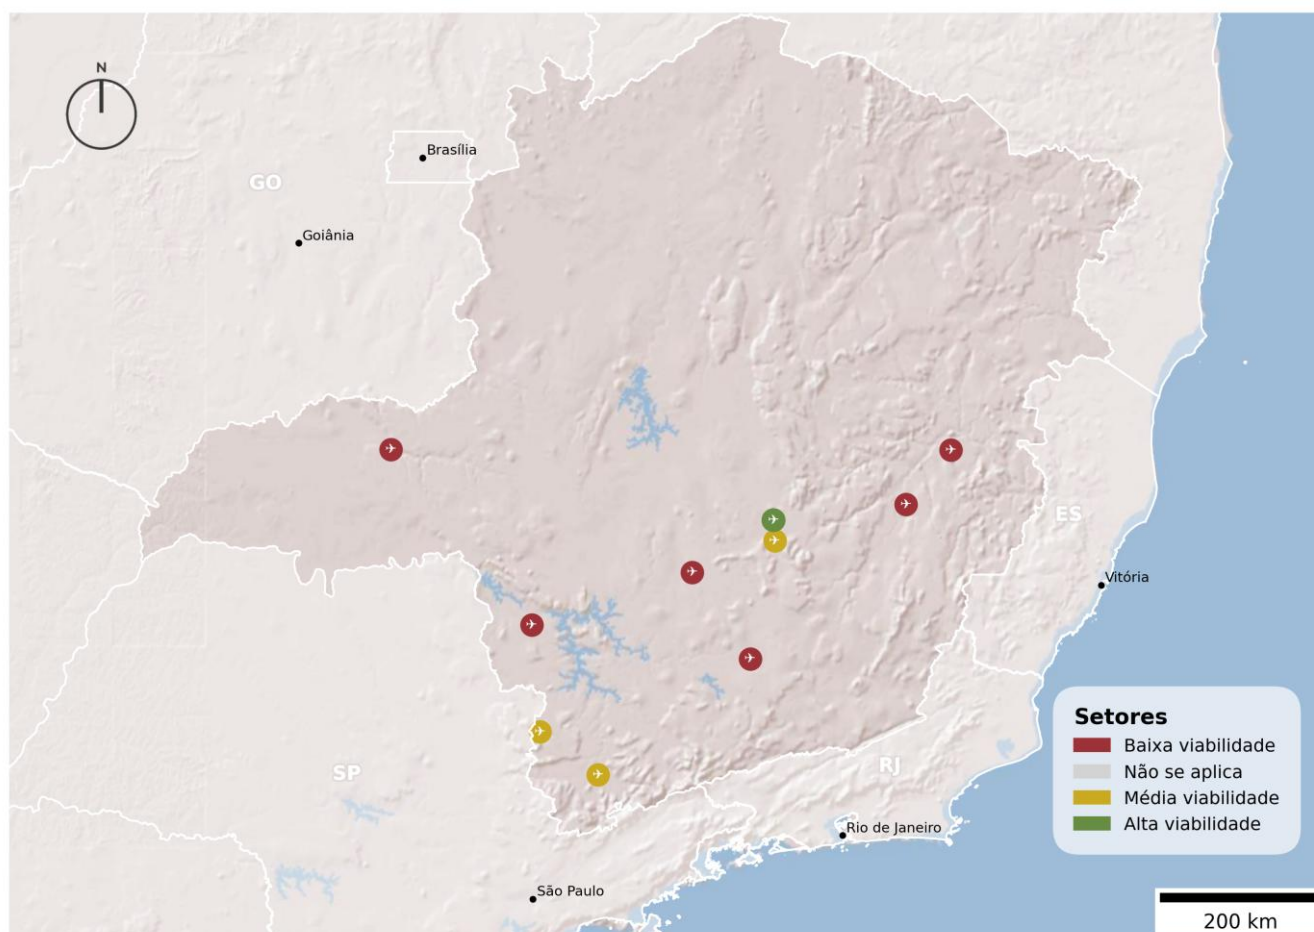 N
Brasília
GO
Goiânia
ES
Vitória
SP
RJ
Rio de Janeiro
São Paulo
Setores
Baixa viabilidade
Não se aplica
Média viabilidade
Alta viabilidade
200 km